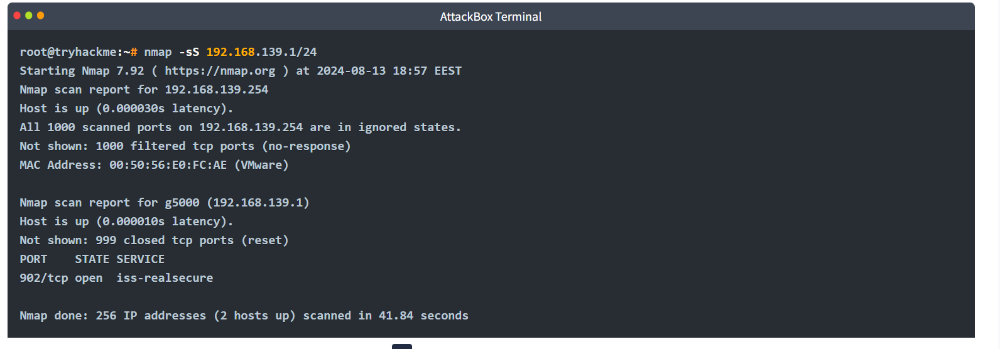 AttackBox Terminal
root@tryhackme:~# nmap -sS 192.168.139.1/24
Starting Nmap 7.92 ( https://nmap.org ) at 2024-08-13 18:57 EEST
Nmap scan report for 192.168.139.254
Host is up (0.000030s latency).
All 1000 scanned ports on 192.168.139.254 are in ignored states.
Not shown: 1000 filtered tcp ports (no-response)
MAC Address: 00:50:56:E0:FC:AE (VMware)
Nmap scan report for g5000 (192.168.139.1)
Host is up (0.000010s latency).
Not shown: 999 closed tcp ports (reset)
PORT    STATE SERVICE
902/tcp open  iss-realsecure
Nmap done: 256 IP addresses (2 hosts up) scanned in 41.84 seconds